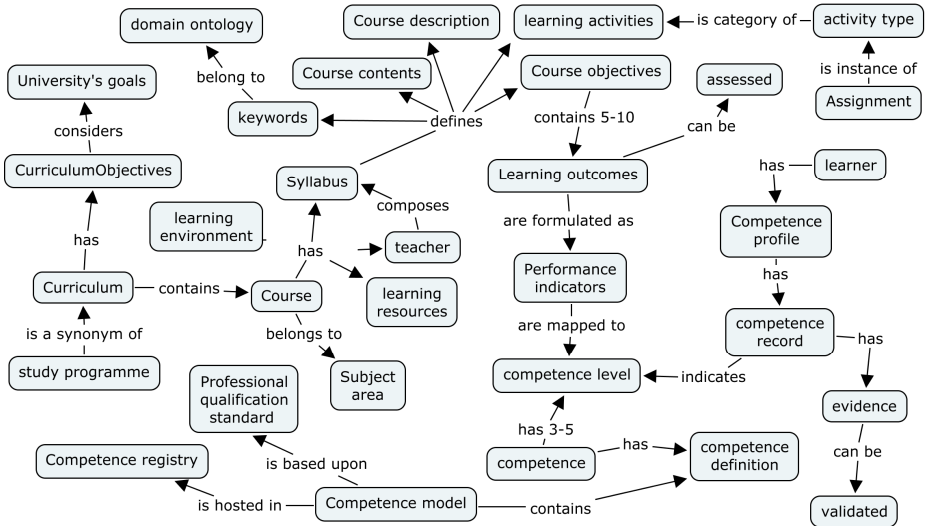 domain ontology
Course description
learning activities
is category of
activity type
belong to
Course contents
Course objectives
assessed
is instance of
University's goals
Assignment
keywords
defines
contains 5-10
can be
considers
CurriculumObjectives
Syllabus
Learning outcomes
has
learner
composes
learning
environment
are formulated as
Competence
profile
has
has
teacher
Performance
indicators
has
Curriculum
contains
Course
learning
resources
is a synonym of
belongs to
are mapped to
competence
record
has
study programme
Professional
qualification
standard
Subject
area
competence level
indicates
evidence
has 3-5
has
competence
definition
can be
Competence registry
is based upon
competence
is hosted in
Competence model
contains
validated